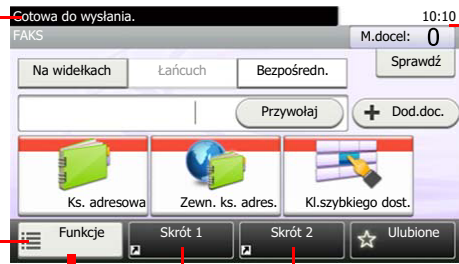 Gotowa do wysłania.
10:10
FAKS
M.docel: 0
Na widełkach
Łańcuch
Bezpośredn.
Sprawdź
Przywołaj
Dod.doc.
Ks. adresowa
Zewn. ks. adres.
Kl.szybkiego dost.
Funkcje
Skrót 1
Skrót 2
Ulubione